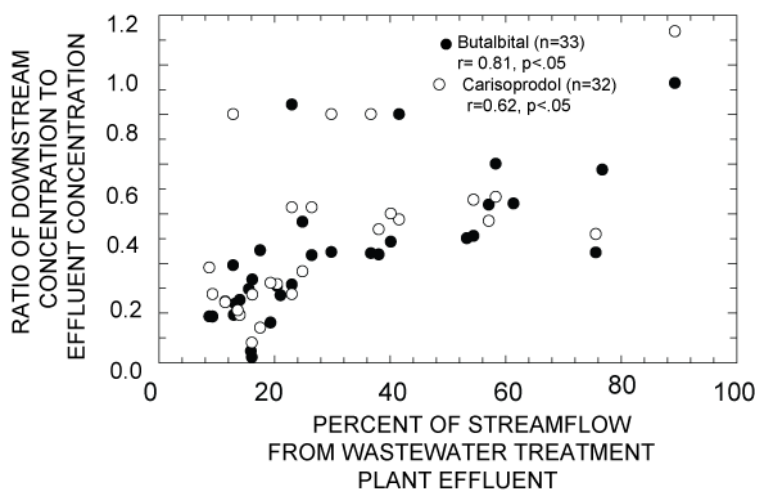 1.2
1.0
0.8
0.6
0.4
0.2
0.0
RATIO OF DOWNSTREAM
CONCENTRATION TO
EFFLUENT CONCENTRATION
Butalbital (n=33)
r= 0.81, p<.05
Carisoprodol (n=32)
r=0.62, p<.05
0 20 40 60 80 100
PERCENT OF STREAMFLOW
FROM WASTEWATER TREATMENT
PLANT EFFLUENT